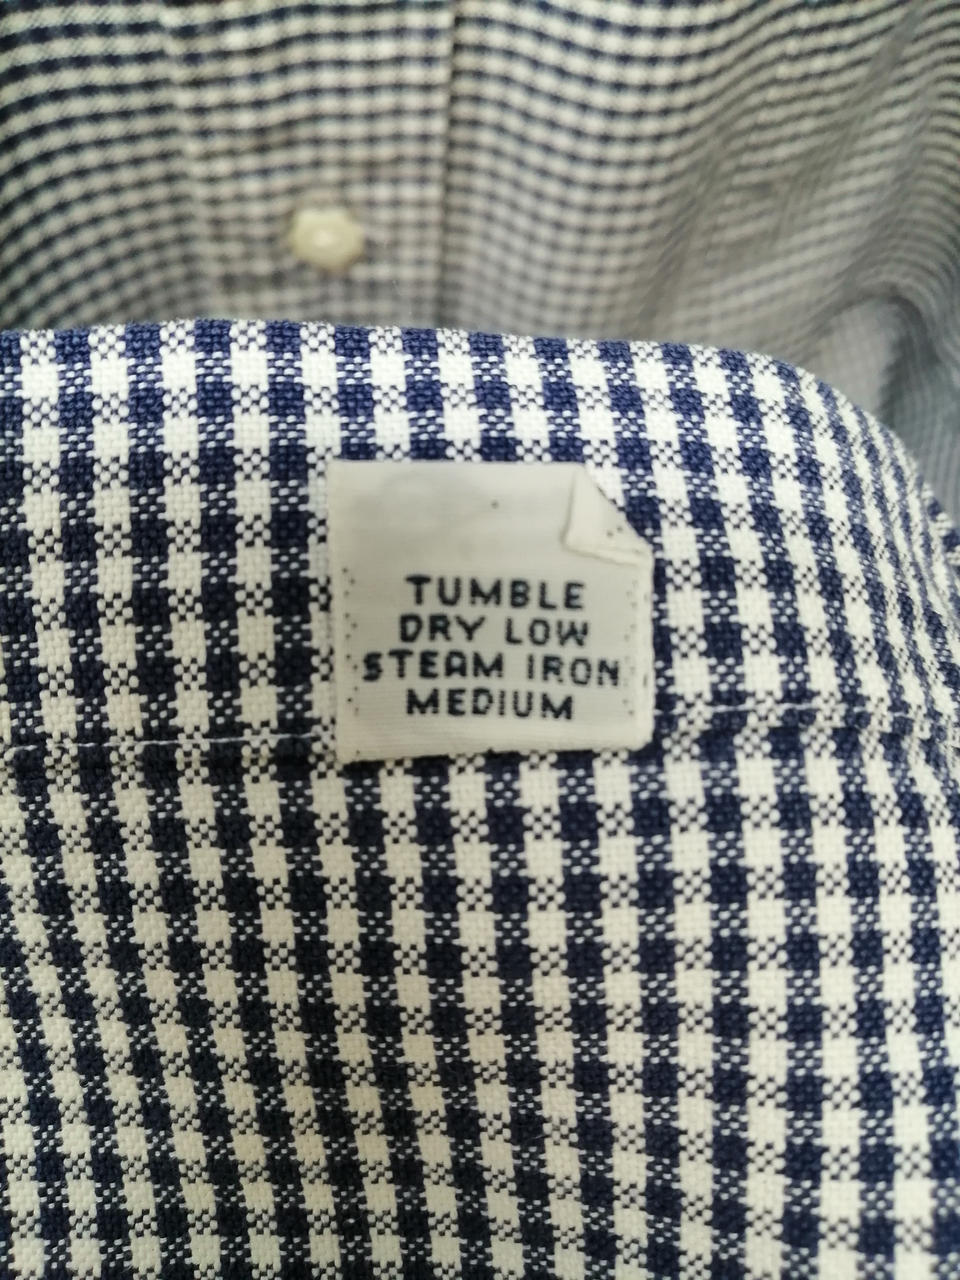 TUMBLE
DRY LOW
STEAM IRON
MEDIUM